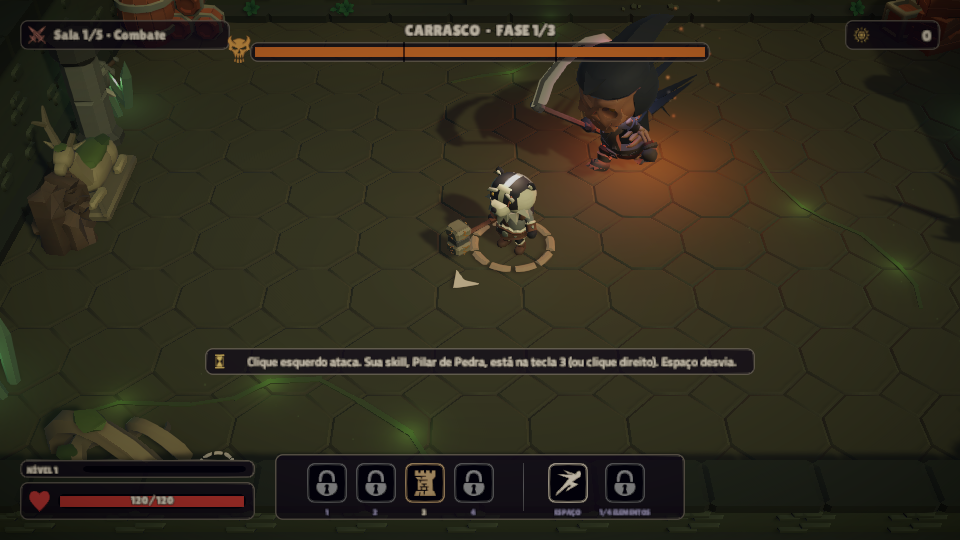 Sala 1/5 - Combate
CARRASCO - FASE 1/3
0
Clique esquerdo ataca. Sua skill, Pilar de Pedra, está na tecla 3 (ou clique direito). Espaço desvia.
NÍVEL 1
120/120
1
2
3
4
ESPAÇO
1/4 ELEMENTOS